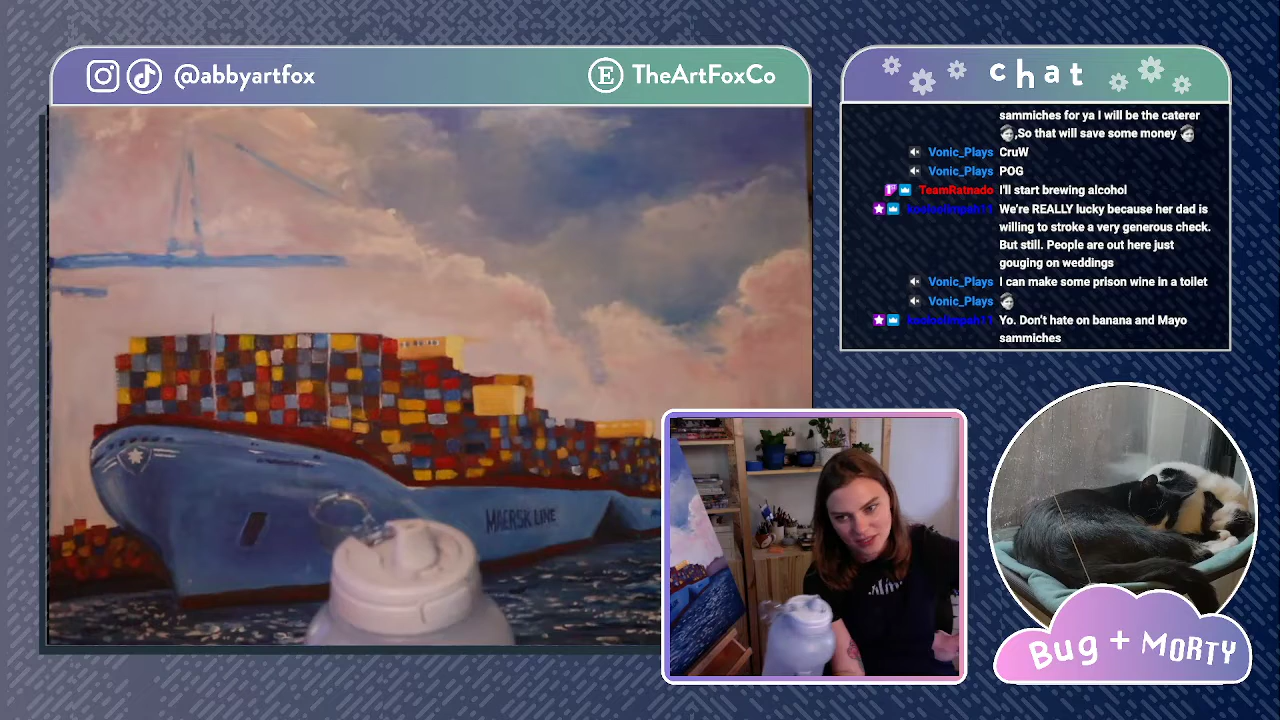 @abbyartfox
E TheArtFoxCo
chat
sammiches for ya I will be the caterer
,So that will save some money
Vonic_Plays CruW
Vonic_Plays POG
TeamRatnado I'll start brewing alcohol
We're REALLY lucky because her dad is
willing to stroke a very generous check.
But still. People are out here just
gouging on weddings
Vonic_Plays I can make some prison wine in a toilet
Vonic_Plays
Yo. Don't hate on banana and Mayo
sammiches
MAERSK LINE
Bug + MORTY